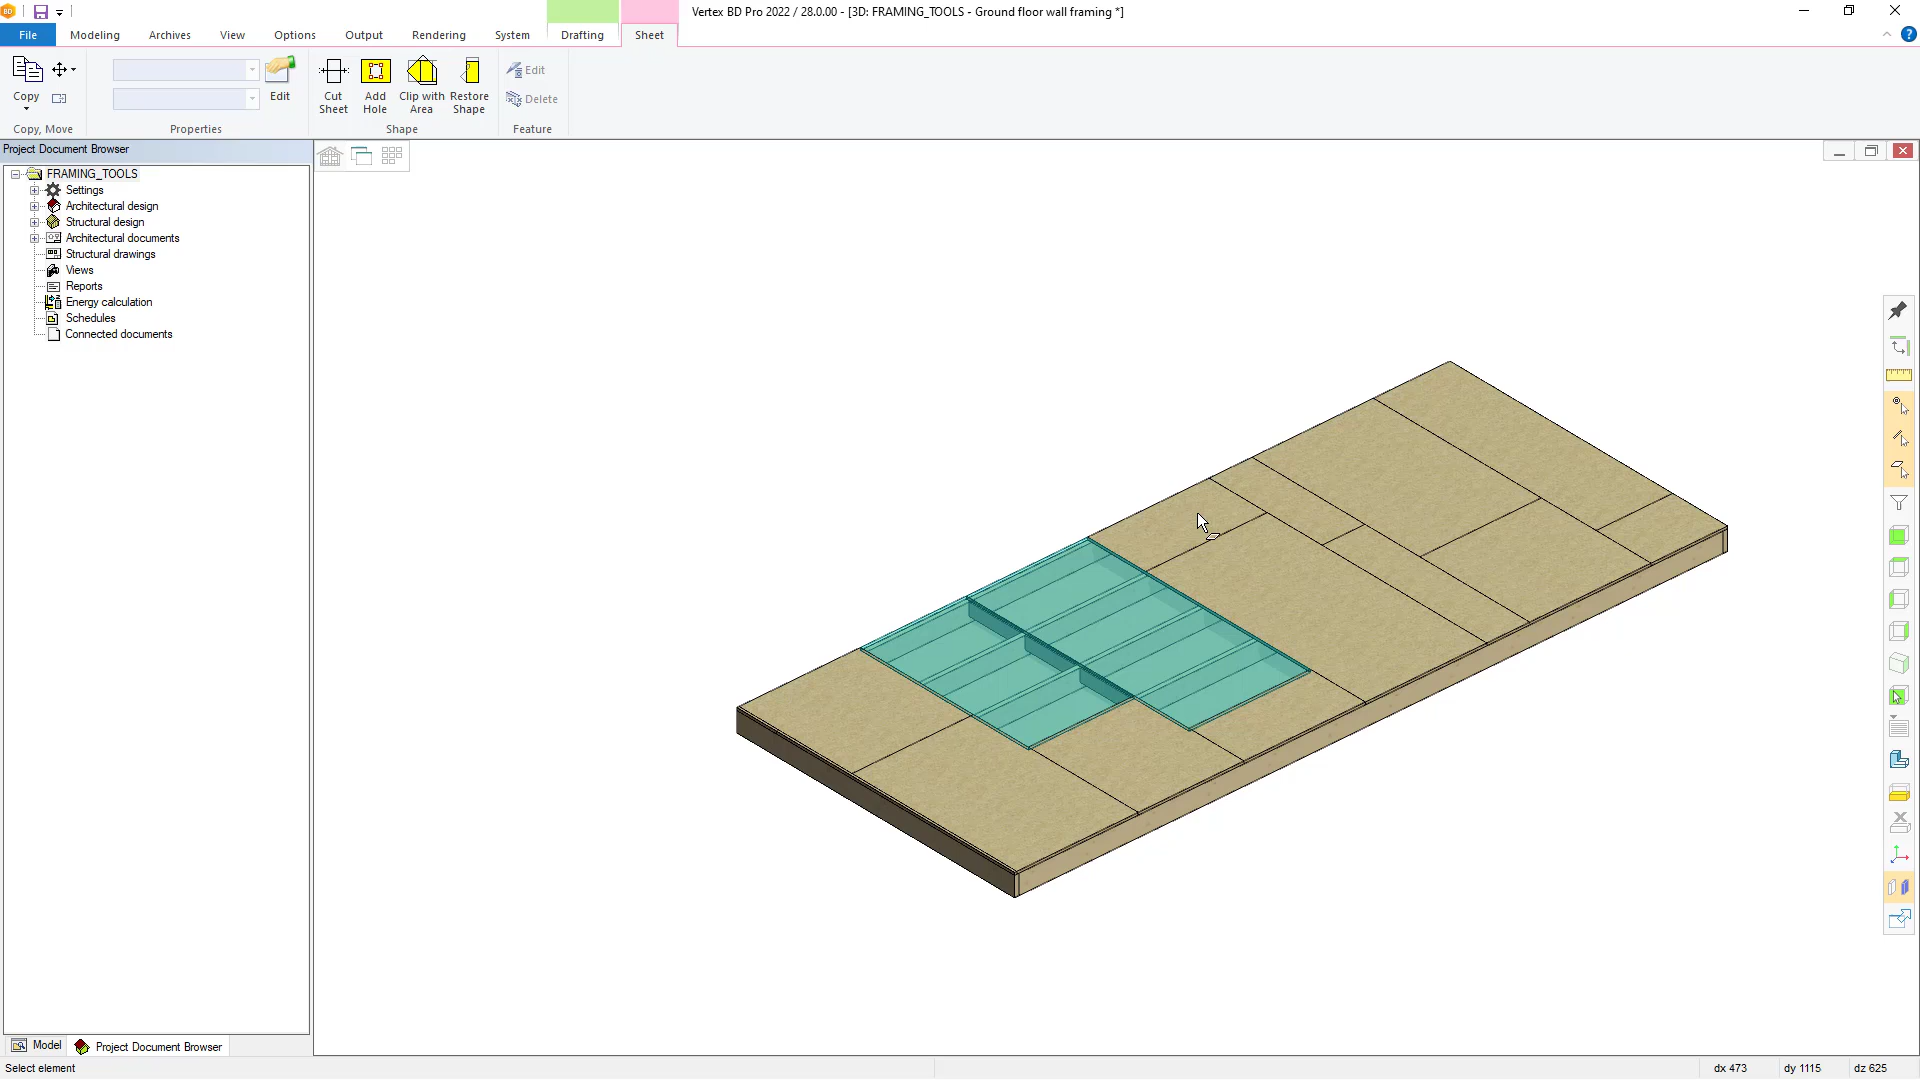 BD
Vertex BD Pro 2022 / 28.0.00 - [3D: FRAMING_TOOLS - Ground floor wall framing *]
File
Modeling
Archives
View
Options
Output
Rendering
System
Drafting
Sheet
?
Copy
Copy, Move
Edit
Properties
Cut Sheet
Add Hole
Clip with Area
Restore Shape
Shape
Edit
Delete
Feature
Project Document Browser
FRAMING_TOOLS
Settings
Architectural design
Structural design
Architectural documents
Structural drawings
Views
Reports
Energy calculation
Schedules
Connected documents
Model
Project Document Browser
Select element
dx 473
dy 1115
dz 625